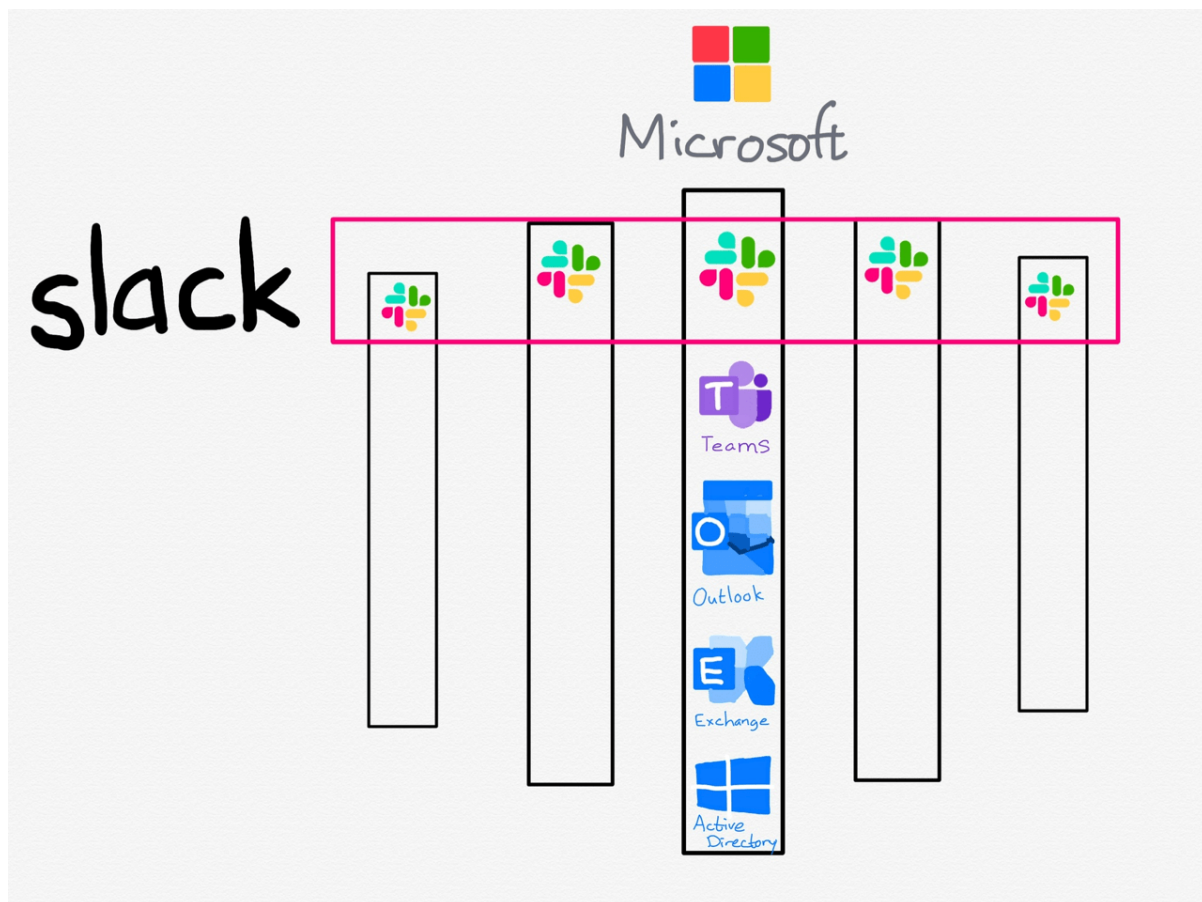 Microsoft
slack
T
Teams
O
Outlook
E
Exchange
Active
Directory